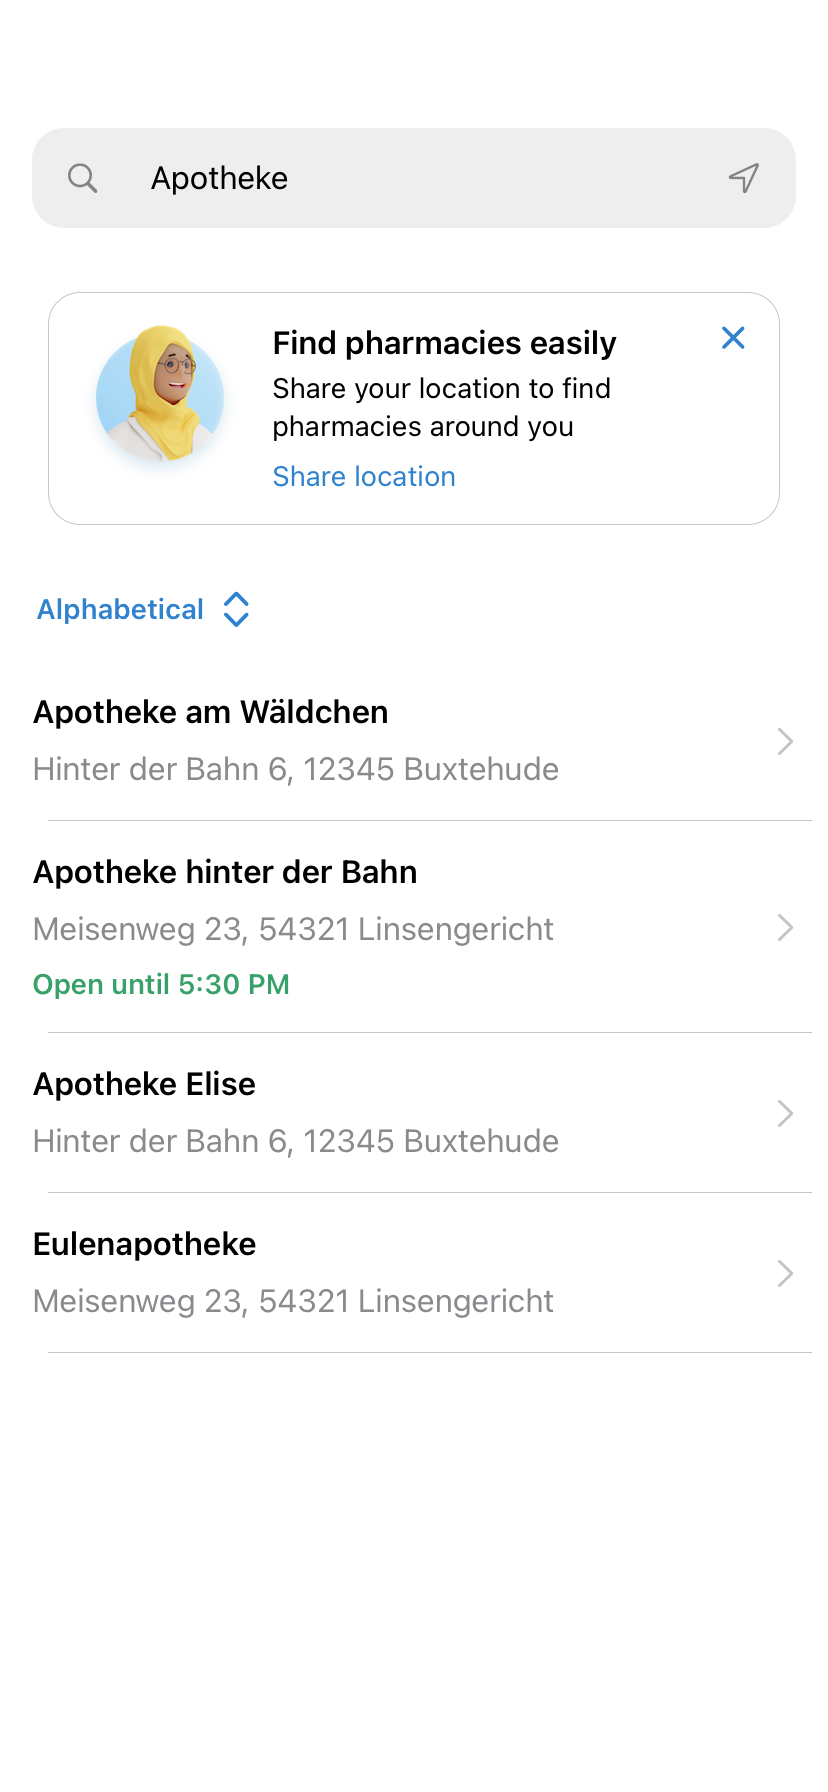 Apotheke
Find pharmacies easily
Share your location to find
pharmacies around you
Share location
Alphabetical
Apotheke am Wäldchen
Hinter der Bahn 6, 12345 Buxtehude
Apotheke hinter der Bahn
Meisenweg 23, 54321 Linsengericht
Open until 5:30 PM
Apotheke Elise
Hinter der Bahn 6, 12345 Buxtehude
Eulenapotheke
Meisenweg 23, 54321 Linsengericht